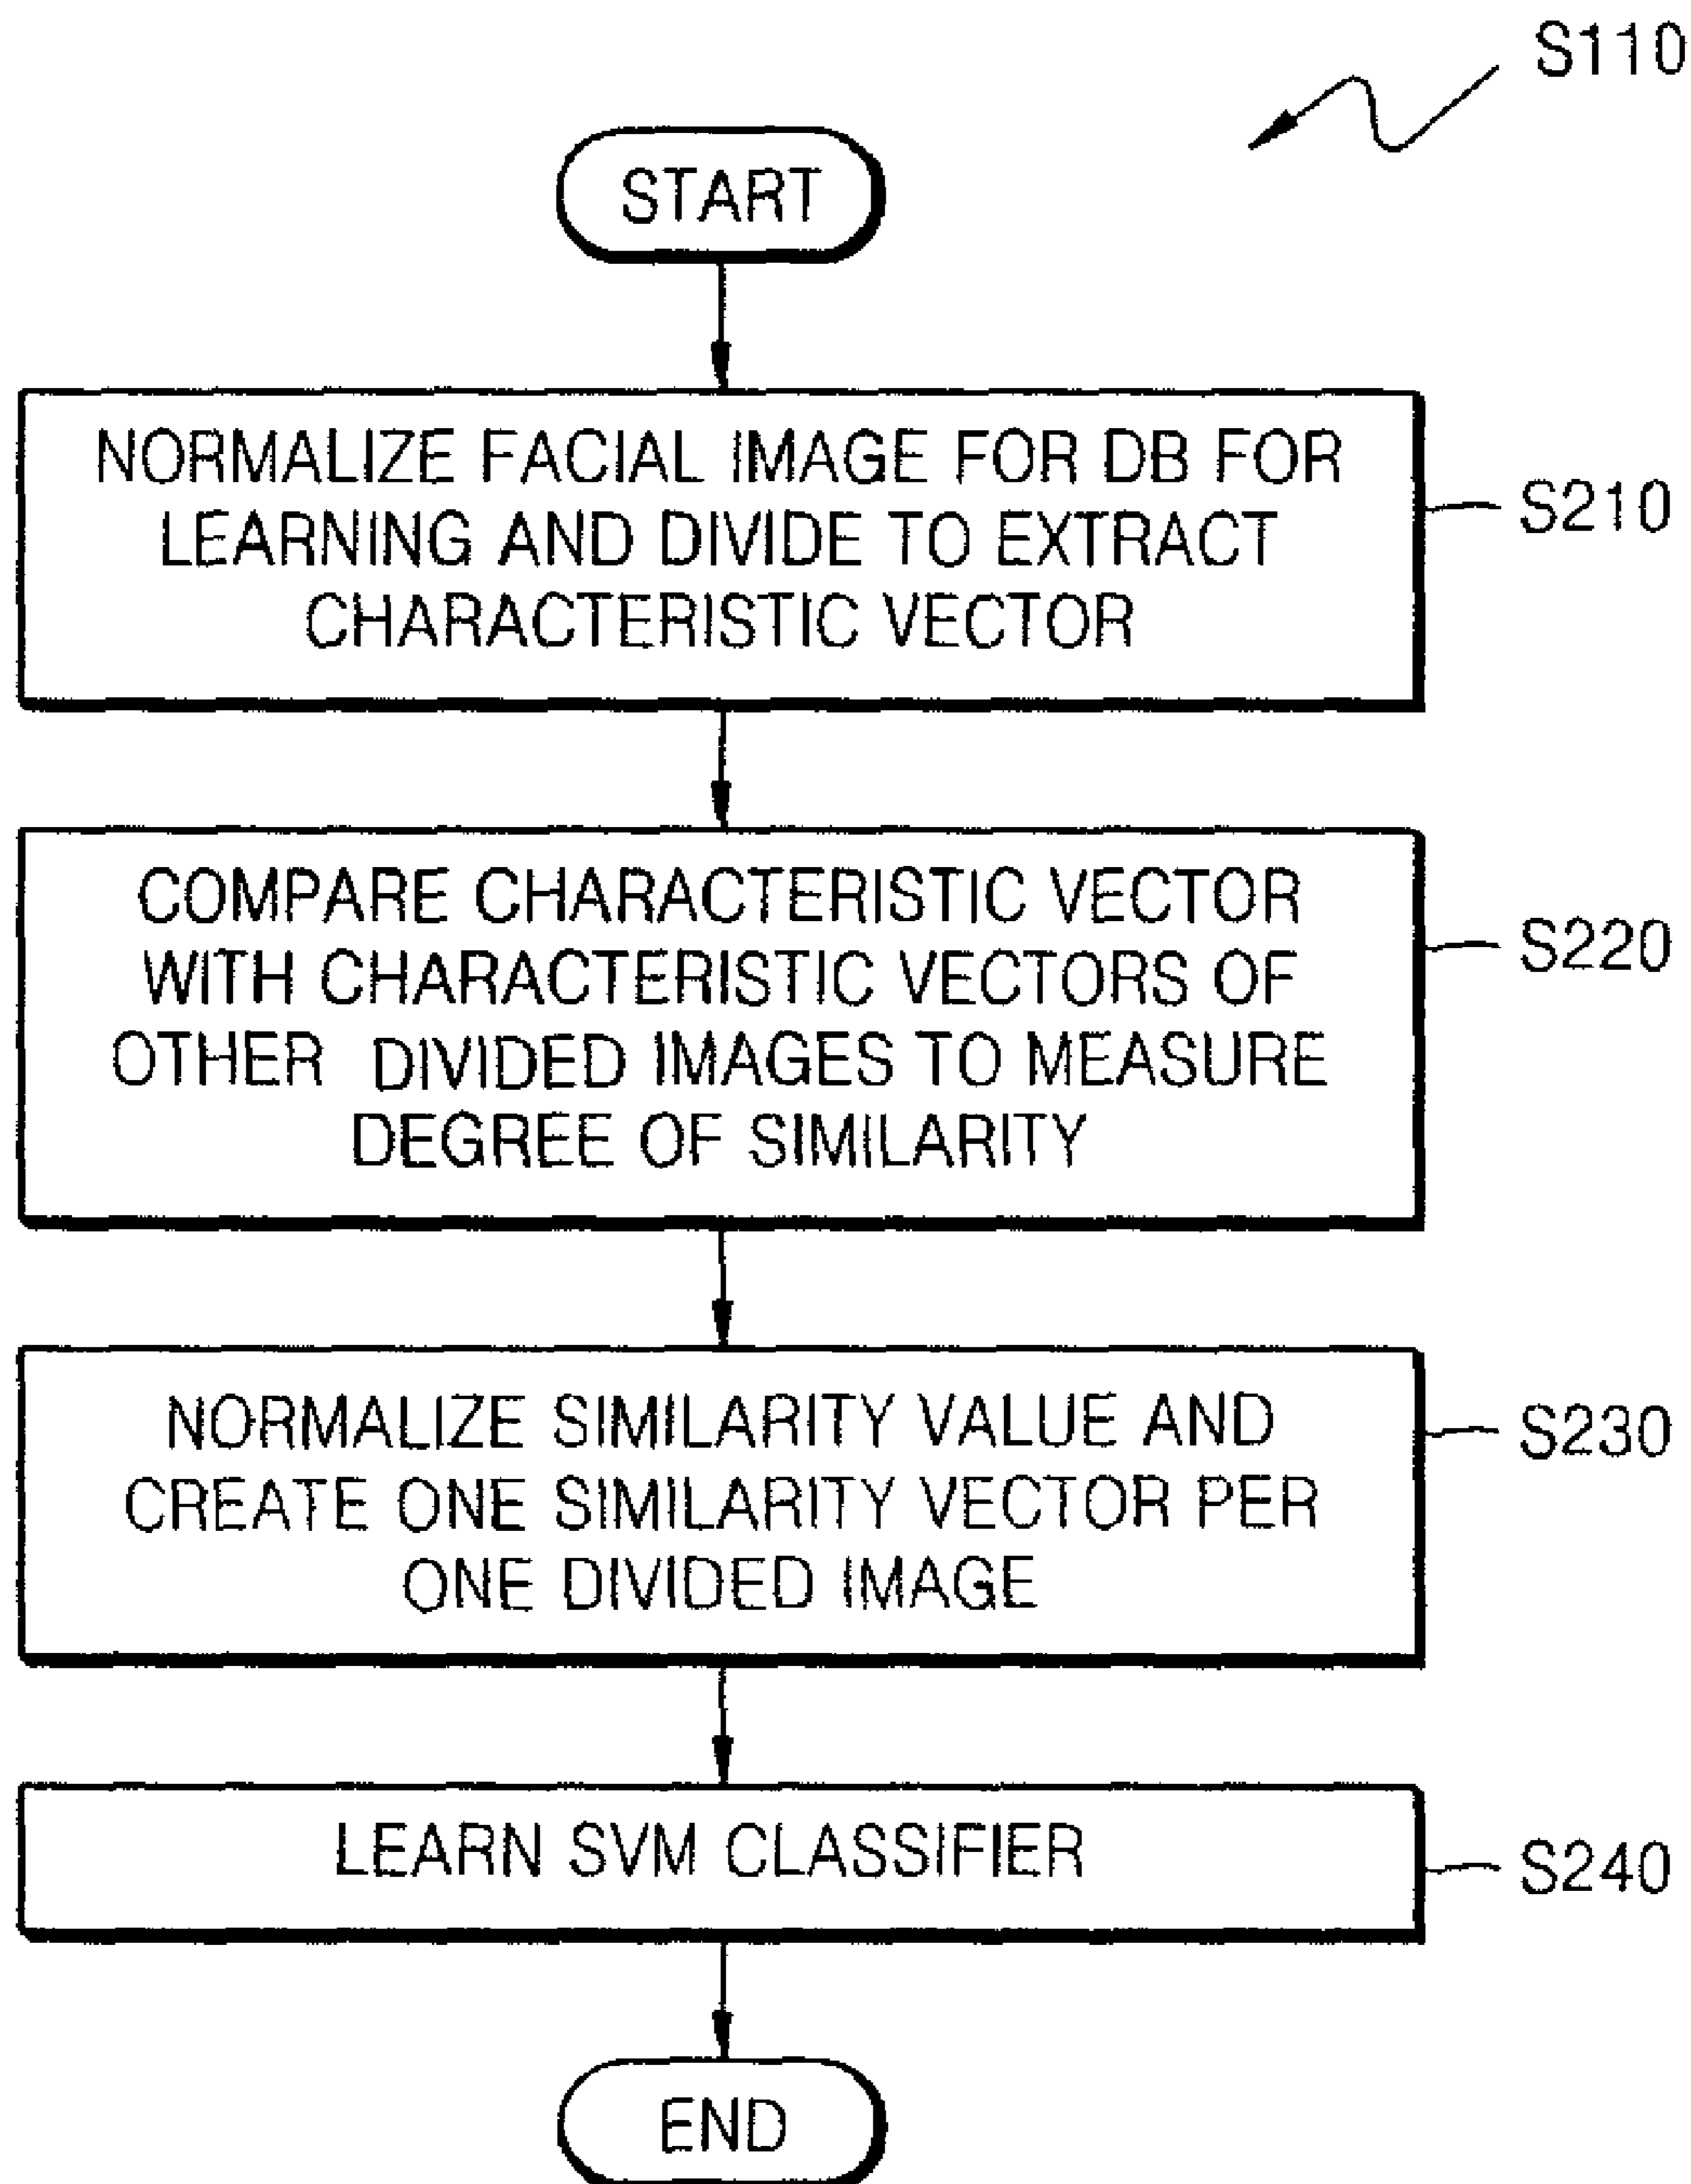 S110
START
NORMALIZE FACIAL IMAGE FOR DB FOR
LEARNING AND DIVIDE TO EXTRACT
CHARACTERISTIC VECTOR
S210
COMPARE CHARACTERISTIC VECTOR
WITH CHARACTERISTIC VECTORS OF
OTHER DIVIDED IMAGES TO MEASURE
DEGREE OF SIMILARITY
S220
NORMALIZE SIMILARITY VALUE AND
CREATE ONE SIMILARITY VECTOR PER
ONE DIVIDED IMAGE
S230
LEARN SVM CLASSIFIER
S240
END